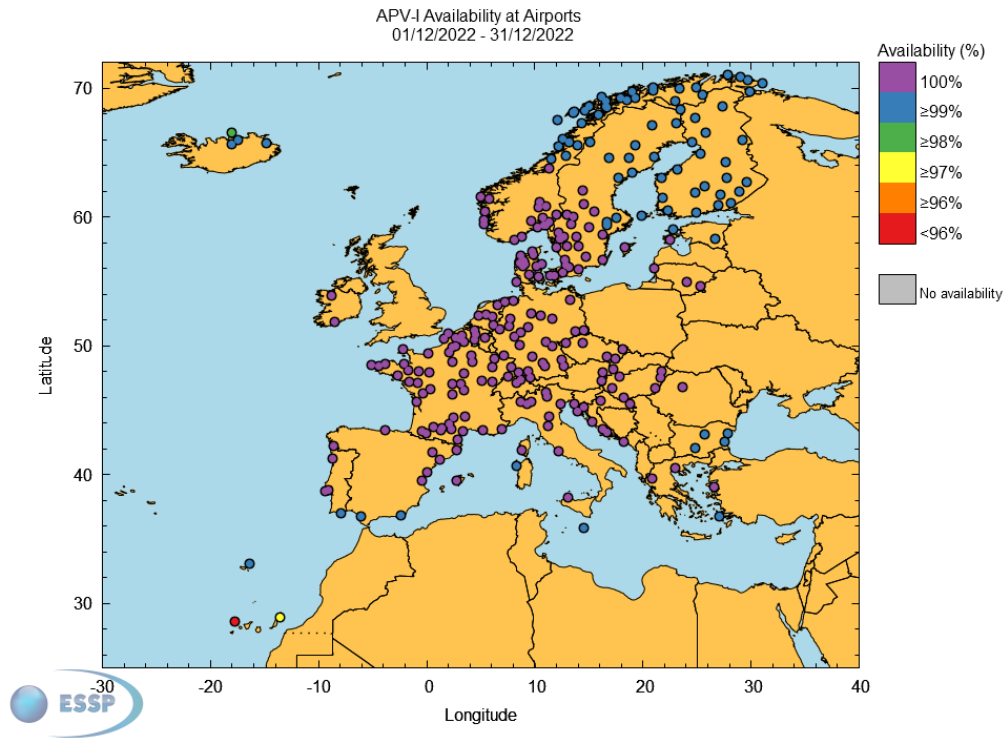 APV-I Availability at Airports
01/12/2022 - 31/12/2022
Availability (%)
100%
≥99%
≥98%
≥97%
≥96%
<96%
No availability
Latitude
70
60
50
40
30
-30
-20
-10
0
10
20
30
40
Longitude
ESSP